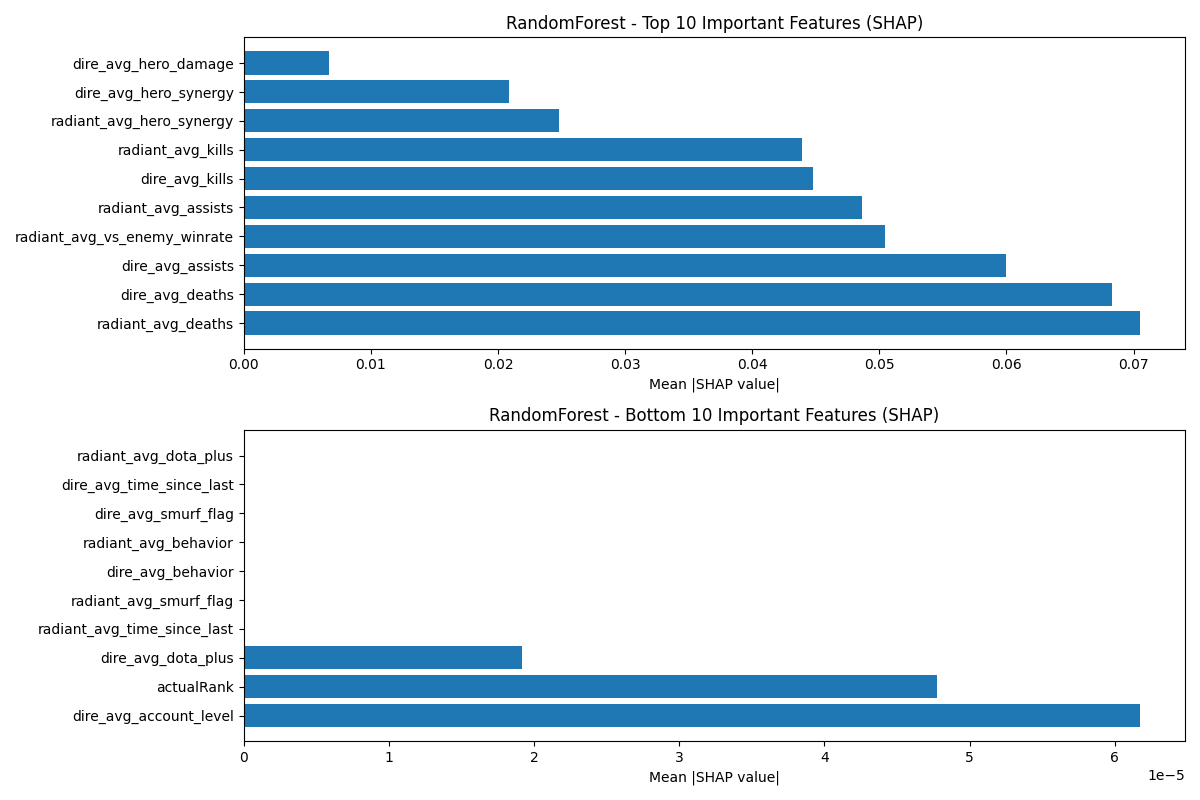 RandomForest - Top 10 Important Features (SHAP)
dire_avg_hero_damage
dire_avg_hero_synergy
radiant_avg_hero_synergy
radiant_avg_kills
dire_avg_kills
radiant_avg_assists
radiant_avg_vs_enemy_winrate
dire_avg_assists
dire_avg_deaths
radiant_avg_deaths
0.00 0.01 0.02 0.03 0.04 0.05 0.06 0.07
Mean |SHAP value|
RandomForest - Bottom 10 Important Features (SHAP)
radiant_avg_dota_plus
dire_avg_time_since_last
dire_avg_smurf_flag
radiant_avg_behavior
dire_avg_behavior
radiant_avg_smurf_flag
radiant_avg_time_since_last
dire_avg_dota_plus
actualRank
dire_avg_account_level
0 1 2 3 4 5 6
1e−5
Mean |SHAP value|